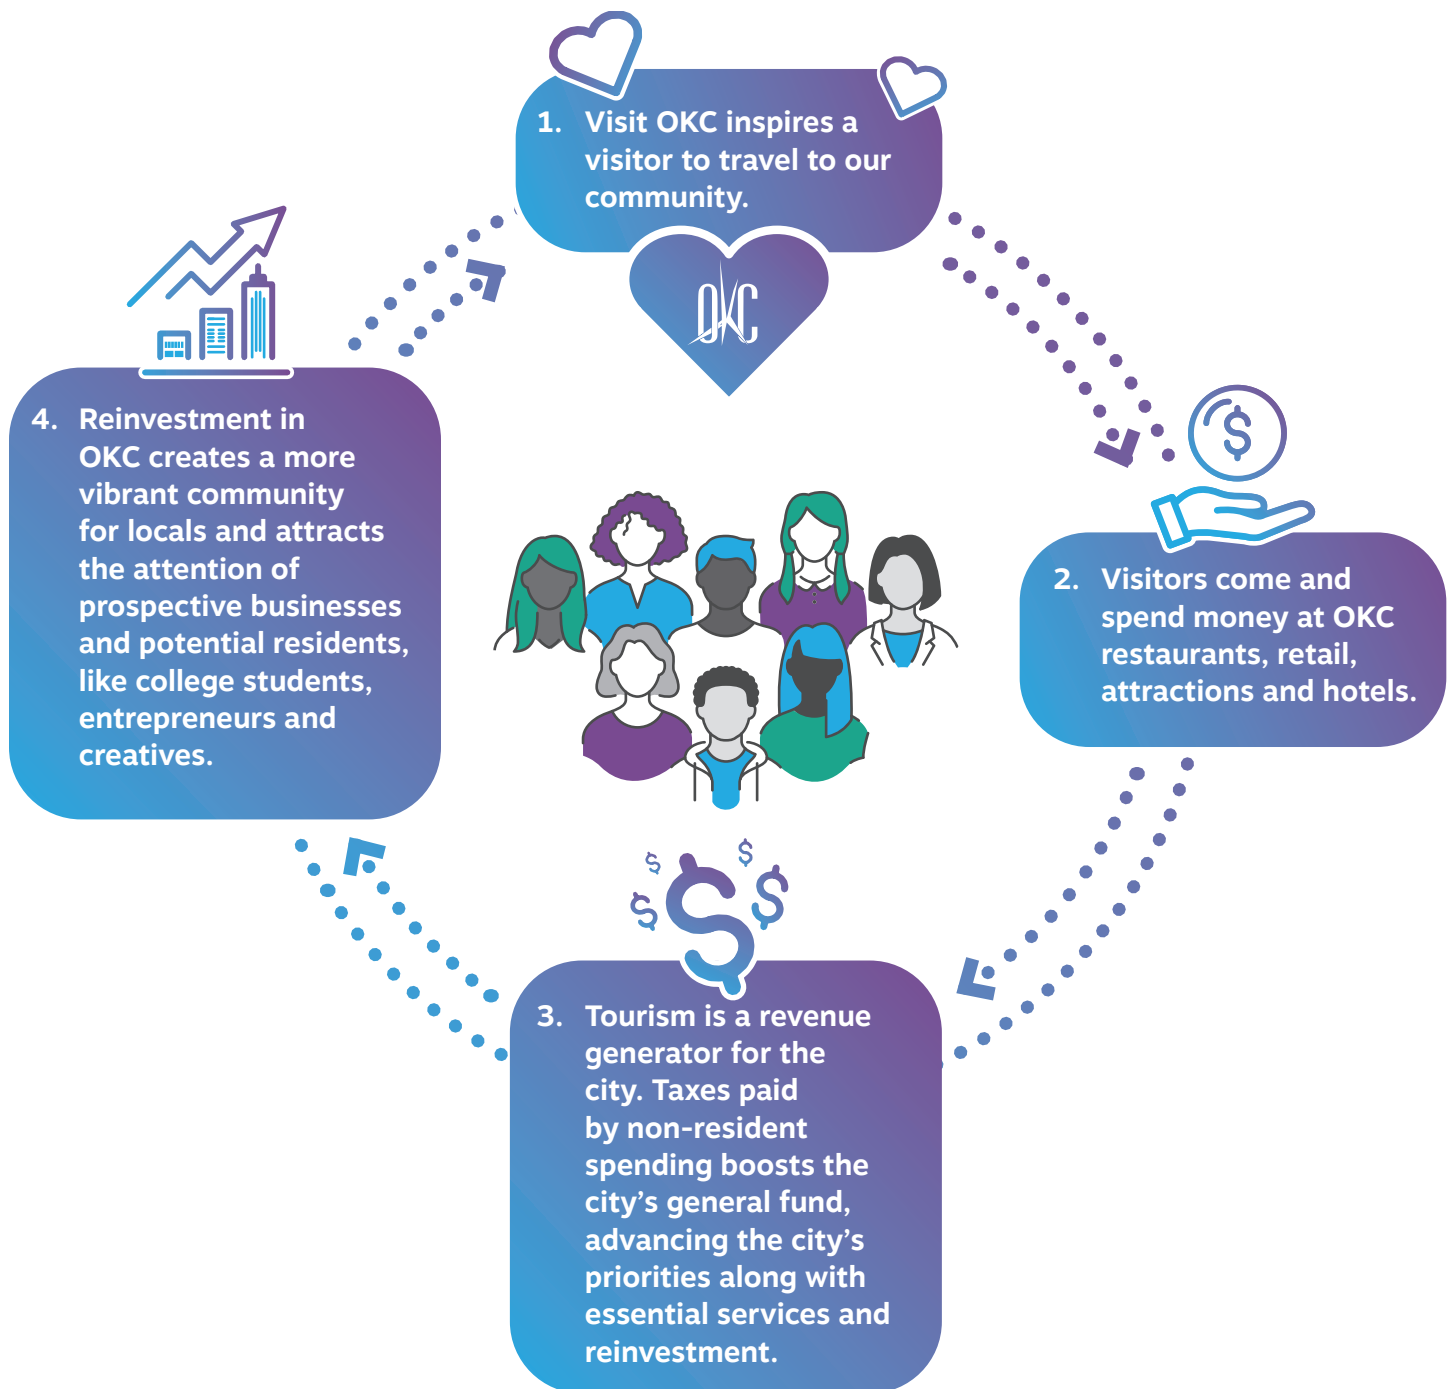 1. Visit OKC inspires a
visitor to travel to our
community.
OKC
4. Reinvestment in
OKC creates a more
vibrant community
for locals and attracts
the attention of
prospective businesses
and potential residents,
like college students,
entrepreneurs and
creatives.
$
2. Visitors come and
spend money at OKC
restaurants, retail,
attractions and hotels.
$ $ $ $ $
3. Tourism is a revenue
generator for the
city. Taxes paid
by non-resident
spending boosts the
city’s general fund,
advancing the city’s
priorities along with
essential services and
reinvestment.